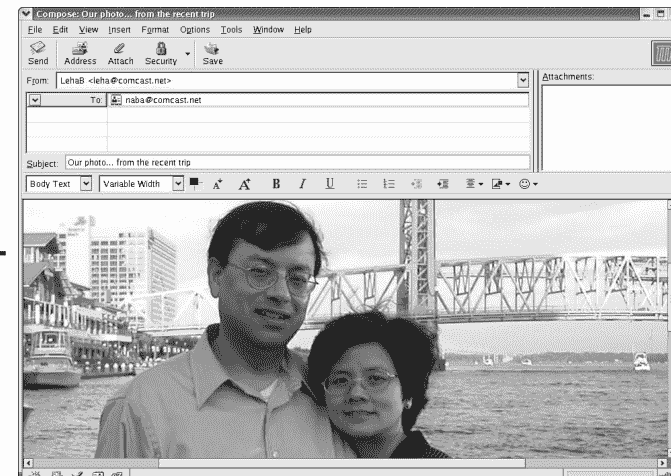 Compose: Our photo... from the recent trip
File Edit View Insert Format Options Tools Window Help
Send Address Attach Security Save
From: LehaB <leha@comcast.net>
Attachments:
To: naba@comcast.net
Subject: Our photo... from the recent trip
Body Text Variable Width B I U